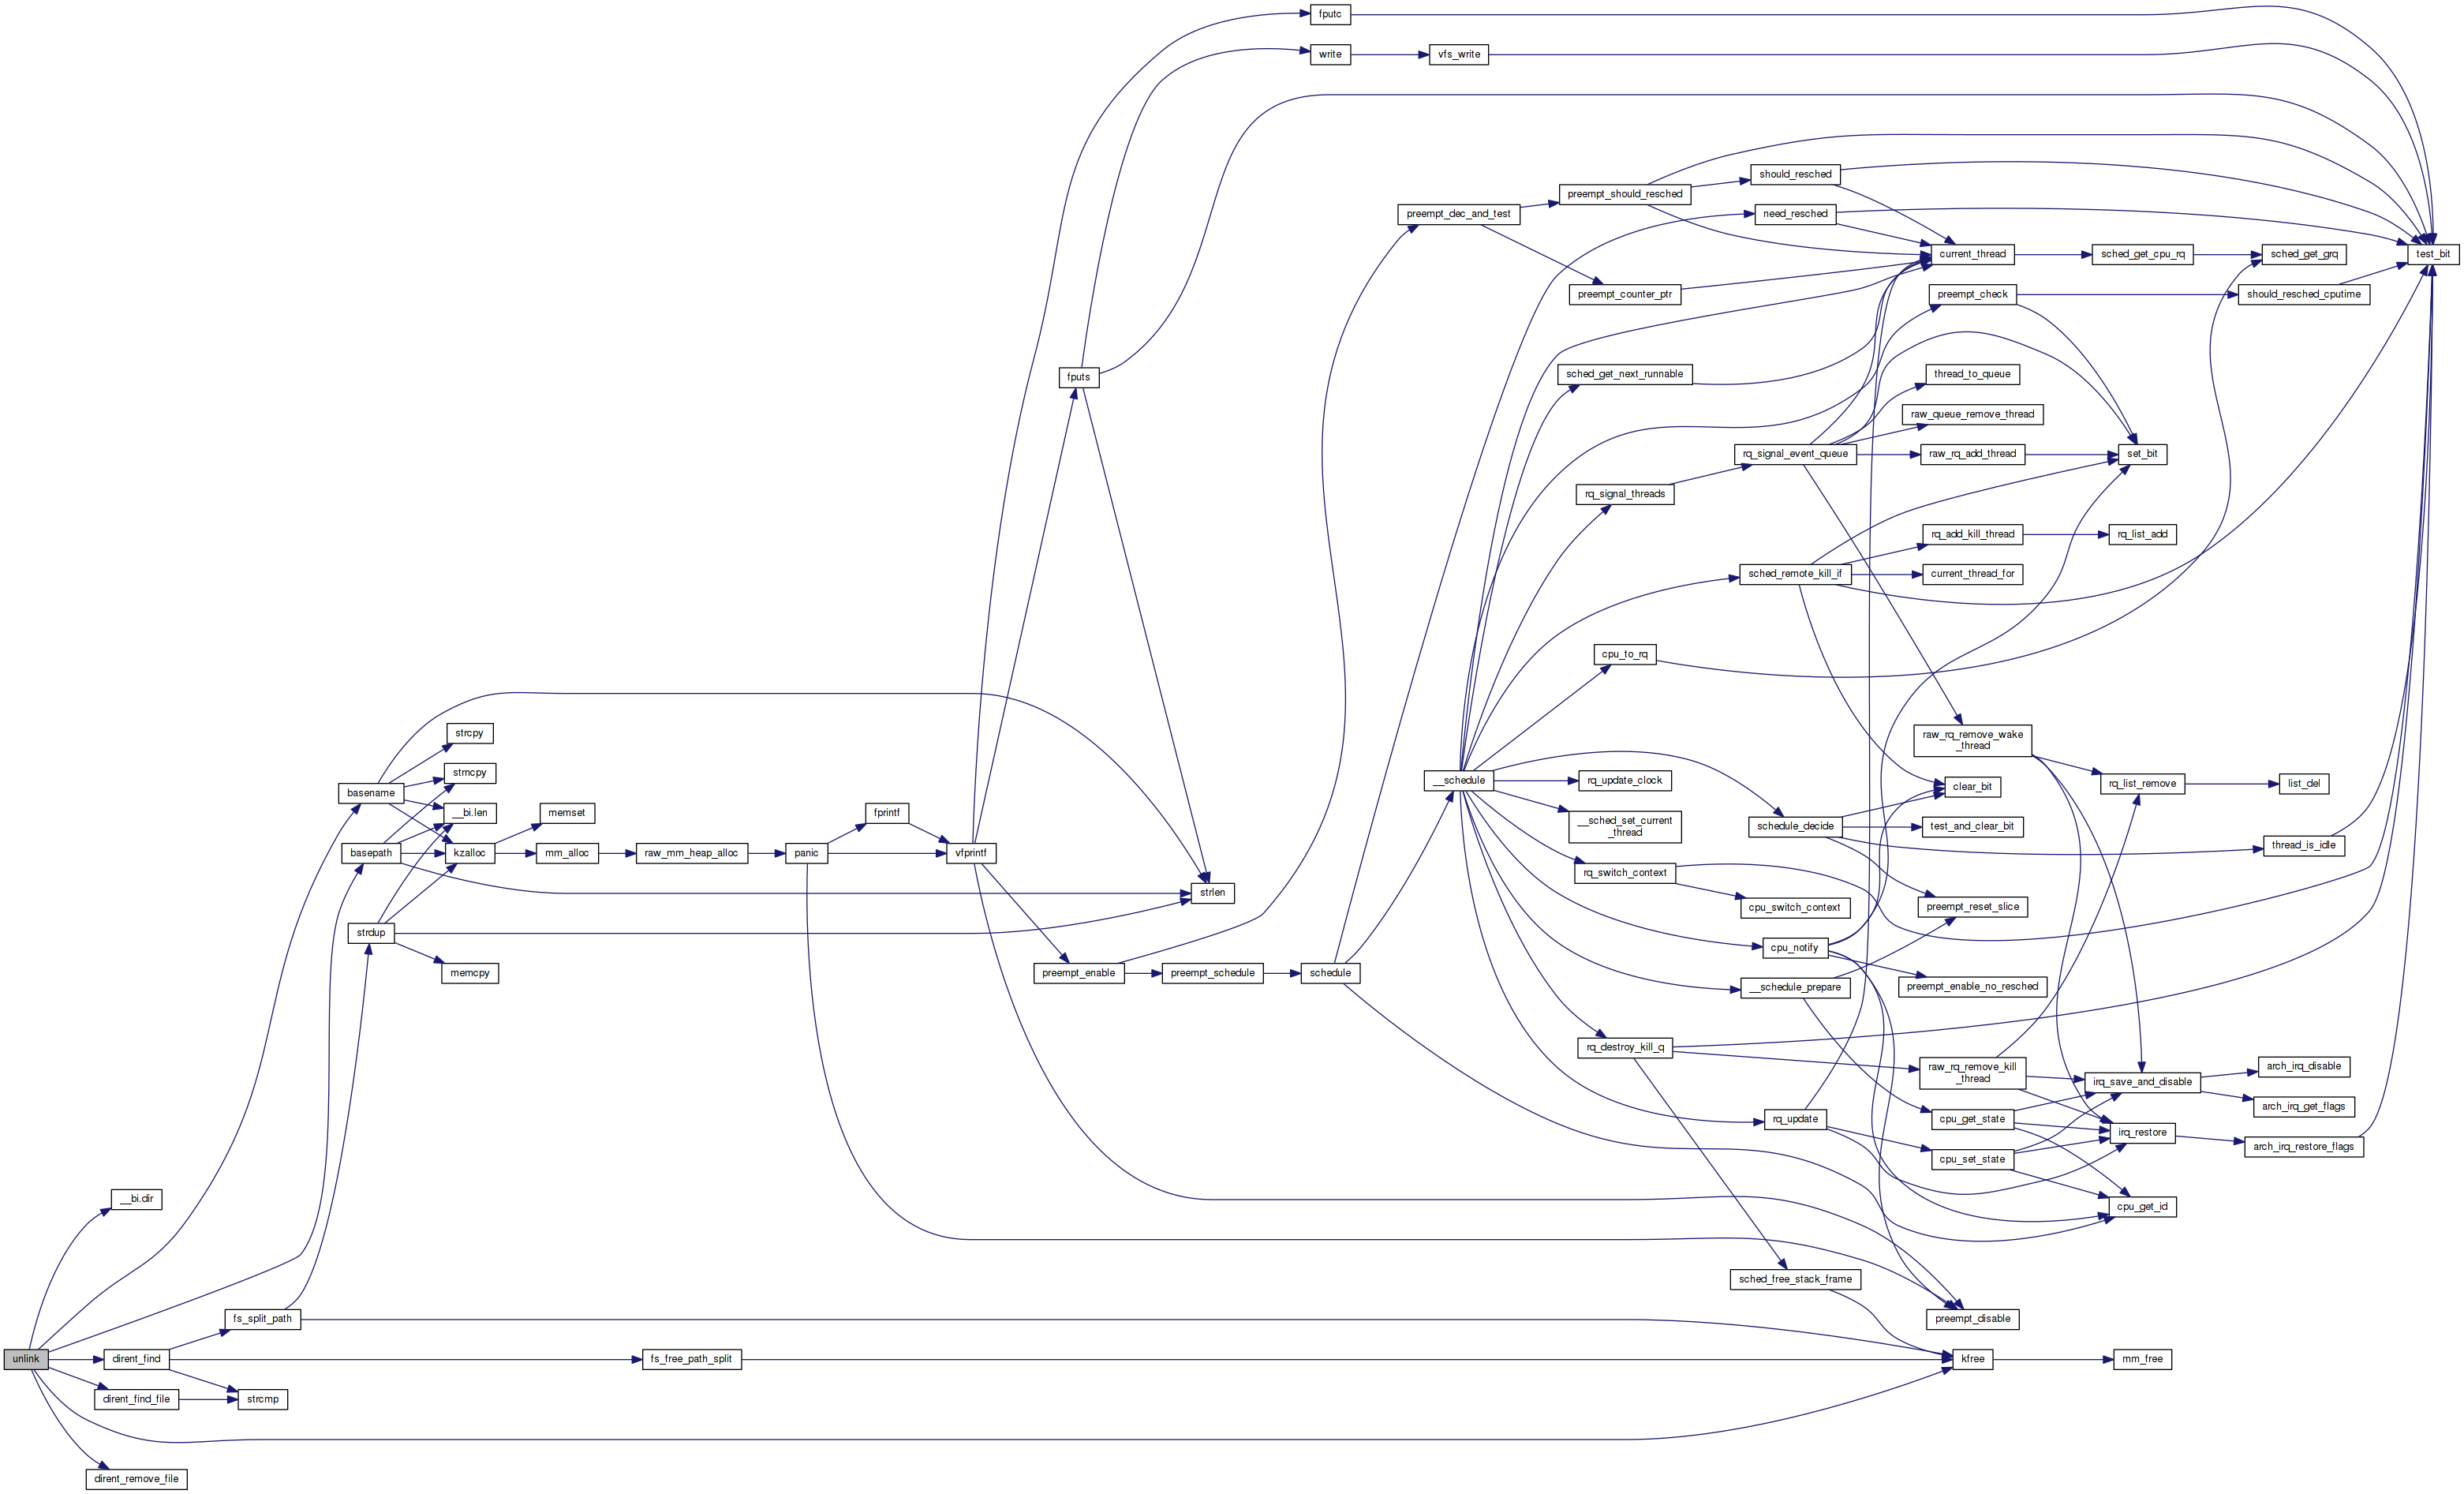 fputc
write
vfs_write
should_resched
preempt_should_resched
preempt_dec_and_test
need_resched
current_thread
sched_get_cpu_rq
sched_get_grq
test_bit
preempt_counter_ptr
preempt_check
should_resched_cputime
fputs
sched_get_next_runnable
thread_to_queue
raw_queue_remove_thread
rq_signal_event_queue
raw_rq_add_thread
set_bit
rq_signal_threads
rq_add_kill_thread
rq_list_add
sched_remote_kill_if
current_thread_for
cpu_to_rq
strcpy
raw_rq_remove_wake
_thread
strncpy
__schedule
rq_update_clock
rq_list_remove
list_del
clear_bit
basename
__bi.len
memset
fprintf
__sched_set_current
_thread
schedule_decide
test_and_clear_bit
thread_is_idle
basepath
kzalloc
mm_alloc
raw_mm_heap_alloc
panic
vfprintf
rq_switch_context
strlen
cpu_switch_context
preempt_reset_slice
strdup
cpu_notify
memcpy
preempt_enable
preempt_schedule
schedule
__schedule_prepare
preempt_enable_no_resched
rq_destroy_kill_q
raw_rq_remove_kill
_thread
irq_save_and_disable
arch_irq_disable
arch_irq_get_flags
rq_update
cpu_get_state
irq_restore
arch_irq_restore_flags
cpu_set_state
__bi.dir
cpu_get_id
sched_free_stack_frame
fs_split_path
preempt_disable
unlink
dirent_find
fs_free_path_split
kfree
mm_free
dirent_find_file
strcmp
dirent_remove_file